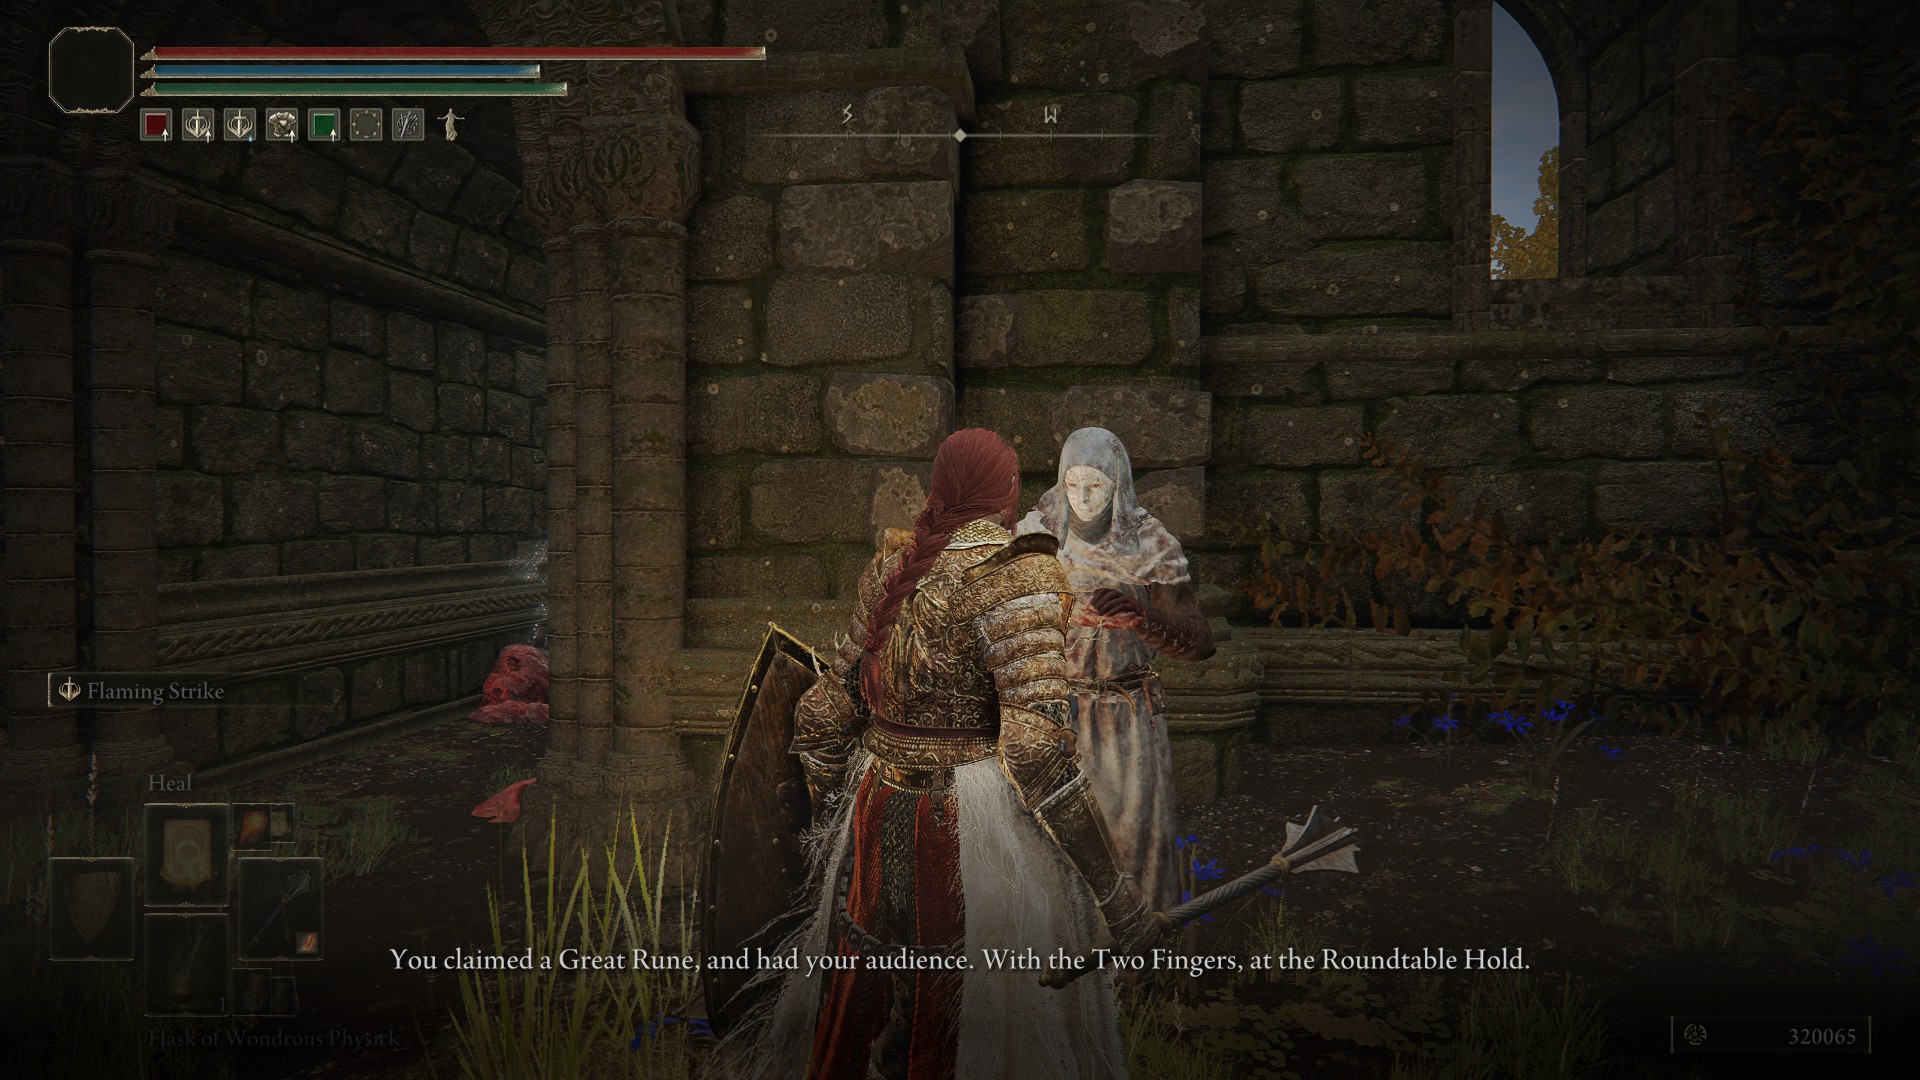 S W
Flaming Strike
Heal
1
You claimed a Great Rune, and had your audience. With the Two Fingers, at the Roundtable Hold.
Flask of Wondrous Physick
320065